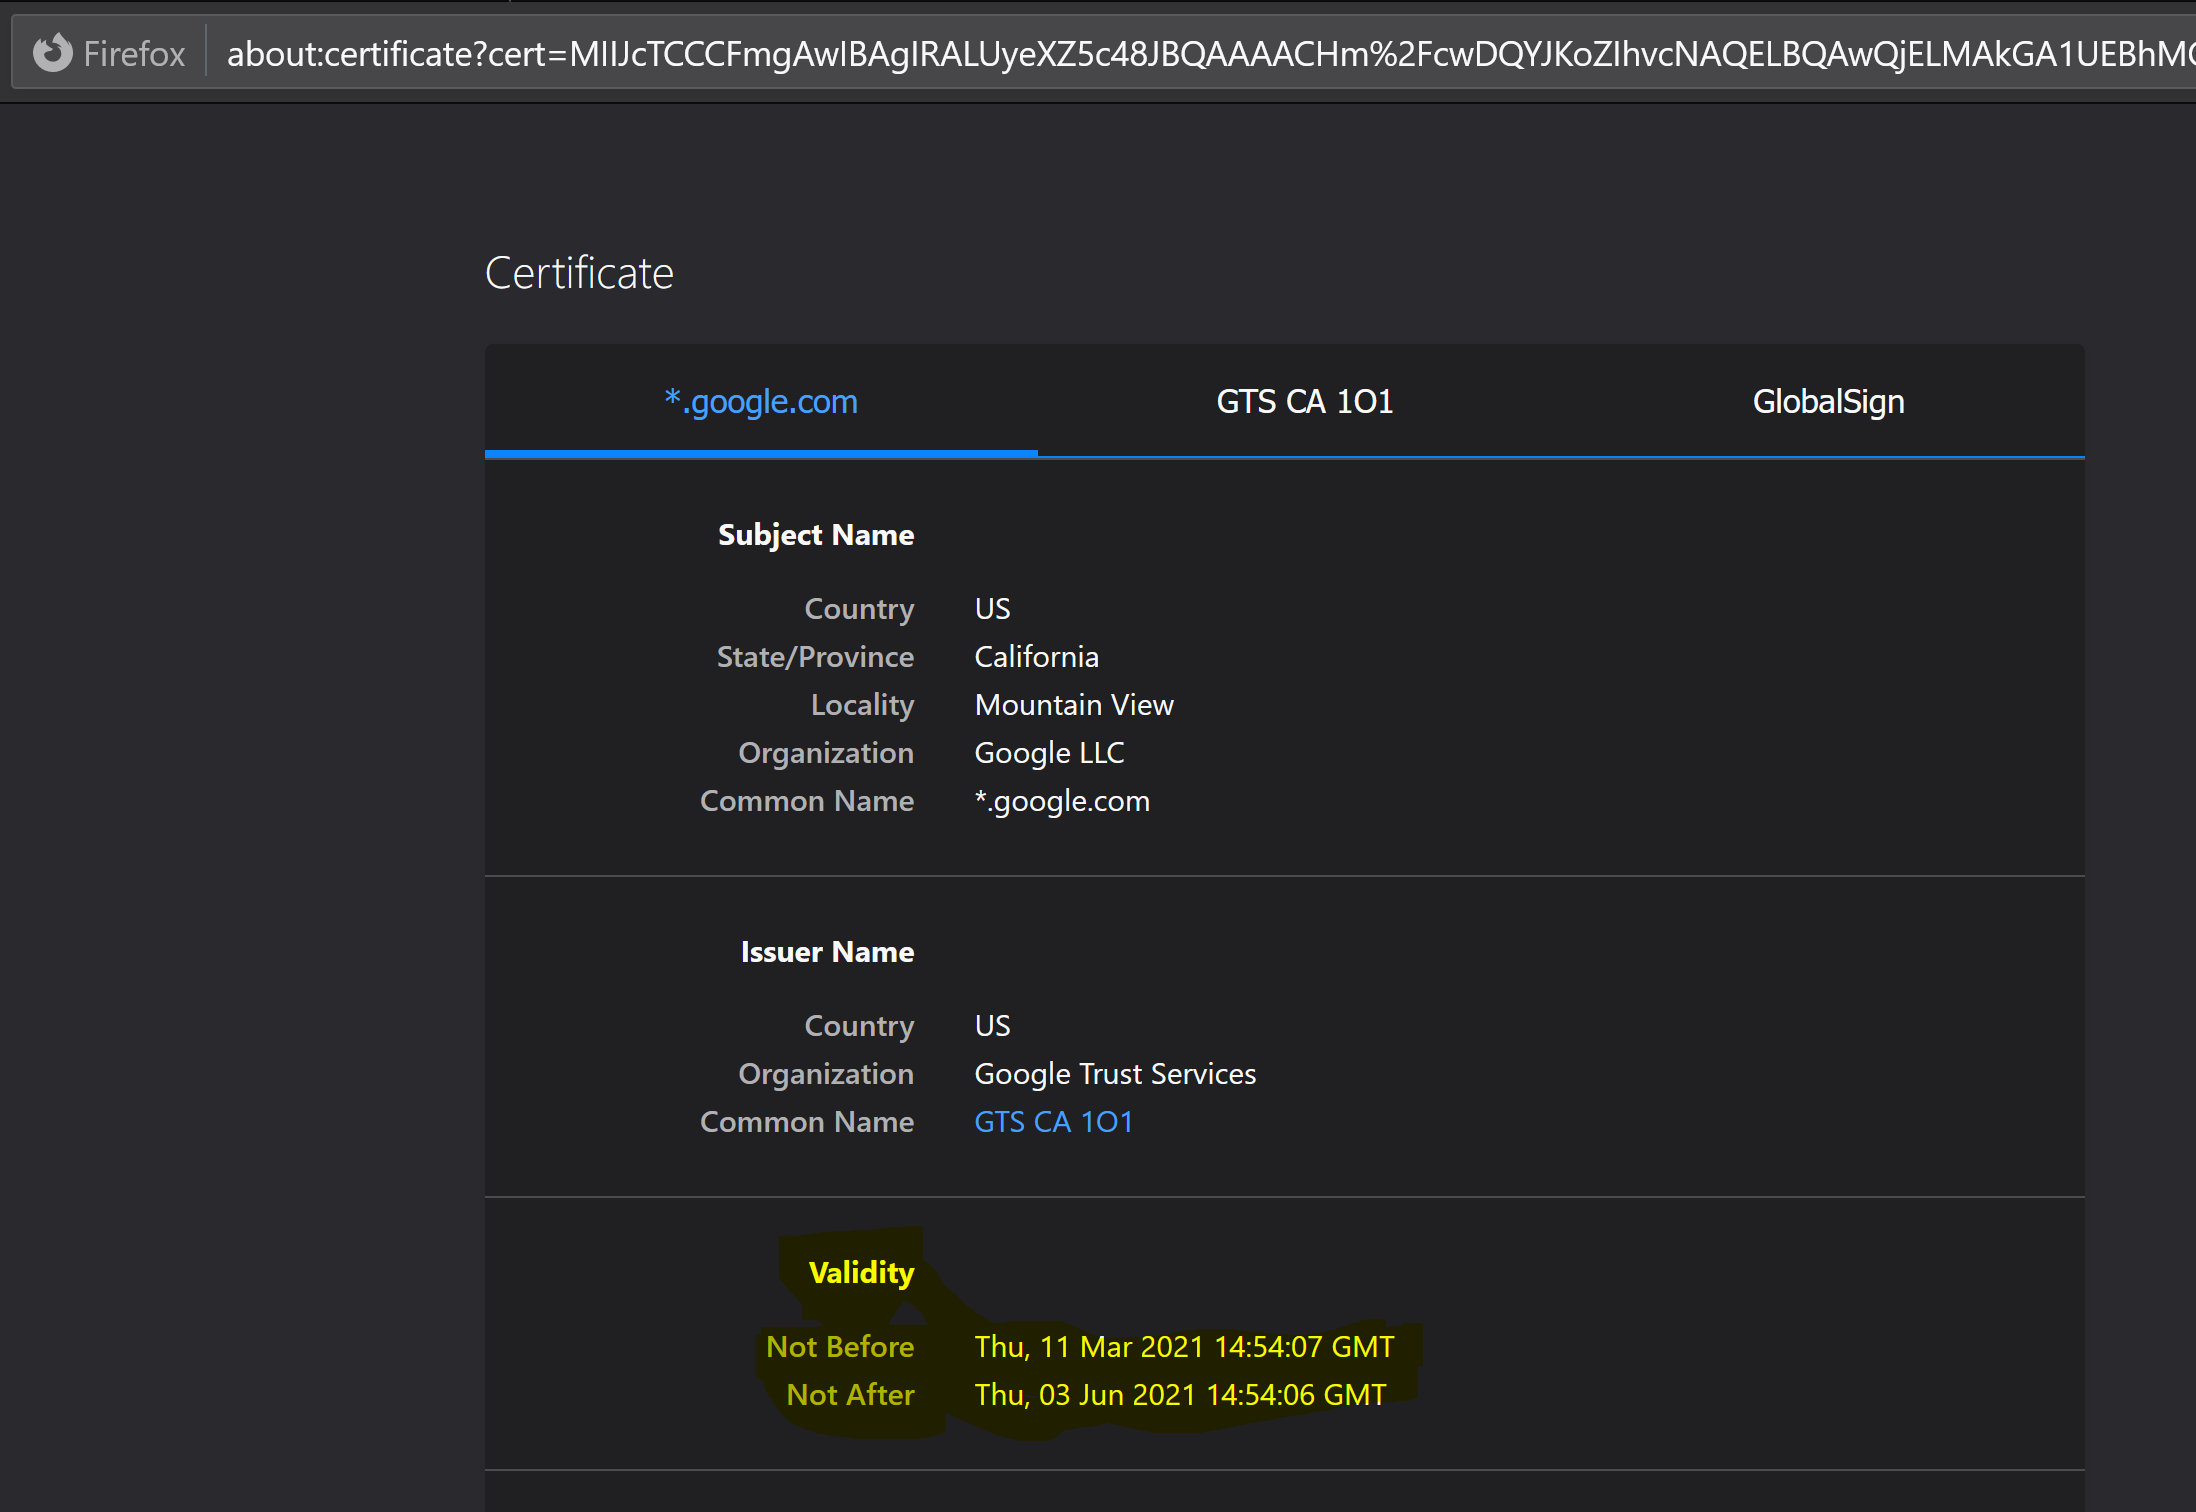 Firefox about:certificate?cert=MIIJcTCCCFmgAwIBAgIRALUyeXZ5c48JBQAAAACHm%2FcwDQYJKoZIhvcNAQELBQAwQjELMAkGA1UEBhM
Certificate
*.google.com GTS CA 1O1 GlobalSign
Subject Name
Country US
State/Province California
Locality Mountain View
Organization Google LLC
Common Name *.google.com
Issuer Name
Country US
Organization Google Trust Services
Common Name GTS CA 1O1
Validity
Not Before Thu, 11 Mar 2021 14:54:07 GMT
Not After Thu, 03 Jun 2021 14:54:06 GMT